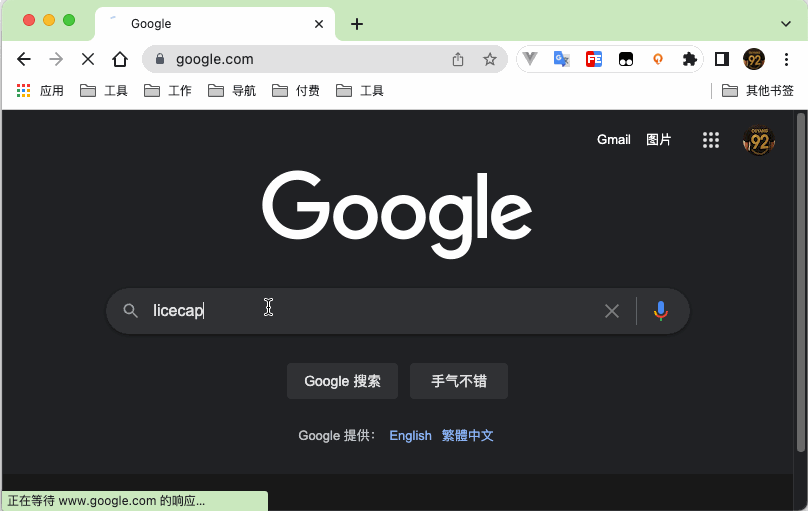 Google
google.com
应用 工具 工作 导航 付费 工具 其他书签
Gmail 图片
92
Google
licecap
Google 搜索 手气不错
Google 提供： English 繁體中文
正在等待 www.google.com 的响应...